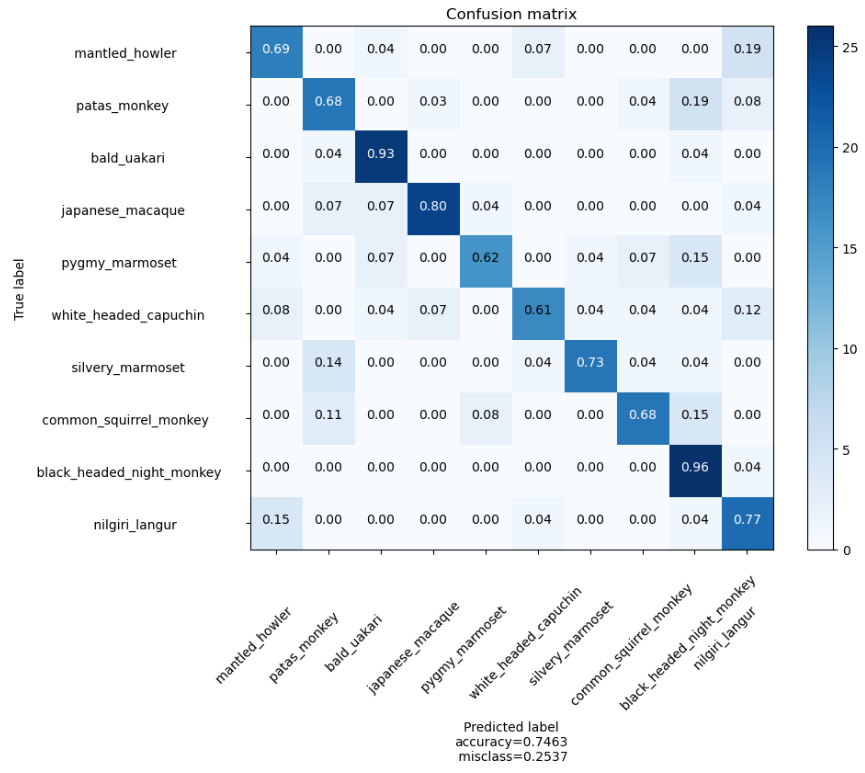 Confusion matrix
True label
mantled_howler 0.69 0.00 0.04 0.00 0.00 0.07 0.00 0.00 0.00 0.19
patas_monkey 0.00 0.68 0.00 0.03 0.00 0.00 0.00 0.04 0.19 0.08
bald_uakari 0.00 0.04 0.93 0.00 0.00 0.00 0.00 0.00 0.04 0.00
japanese_macaque 0.00 0.07 0.07 0.80 0.04 0.00 0.00 0.00 0.00 0.04
pygmy_marmoset 0.04 0.00 0.07 0.00 0.62 0.00 0.04 0.07 0.15 0.00
white_headed_capuchin 0.08 0.00 0.04 0.07 0.00 0.61 0.04 0.04 0.04 0.12
silvery_marmoset 0.00 0.14 0.00 0.00 0.00 0.04 0.73 0.04 0.04 0.00
common_squirrel_monkey 0.00 0.11 0.00 0.00 0.08 0.00 0.00 0.68 0.15 0.00
black_headed_night_monkey 0.00 0.00 0.00 0.00 0.00 0.00 0.00 0.00 0.96 0.04
nilgiri_langur 0.15 0.00 0.00 0.00 0.00 0.04 0.00 0.00 0.04 0.77
25
20
15
10
5
0
mantled_howler
patas_monkey
bald_uakari
japanese_macaque
pygmy_marmoset
white_headed_capuchin
silvery_marmoset
common_squirrel_monkey
black_headed_night_monkey
nilgiri_langur
Predicted label
accuracy=0.7463
misclass=0.2537